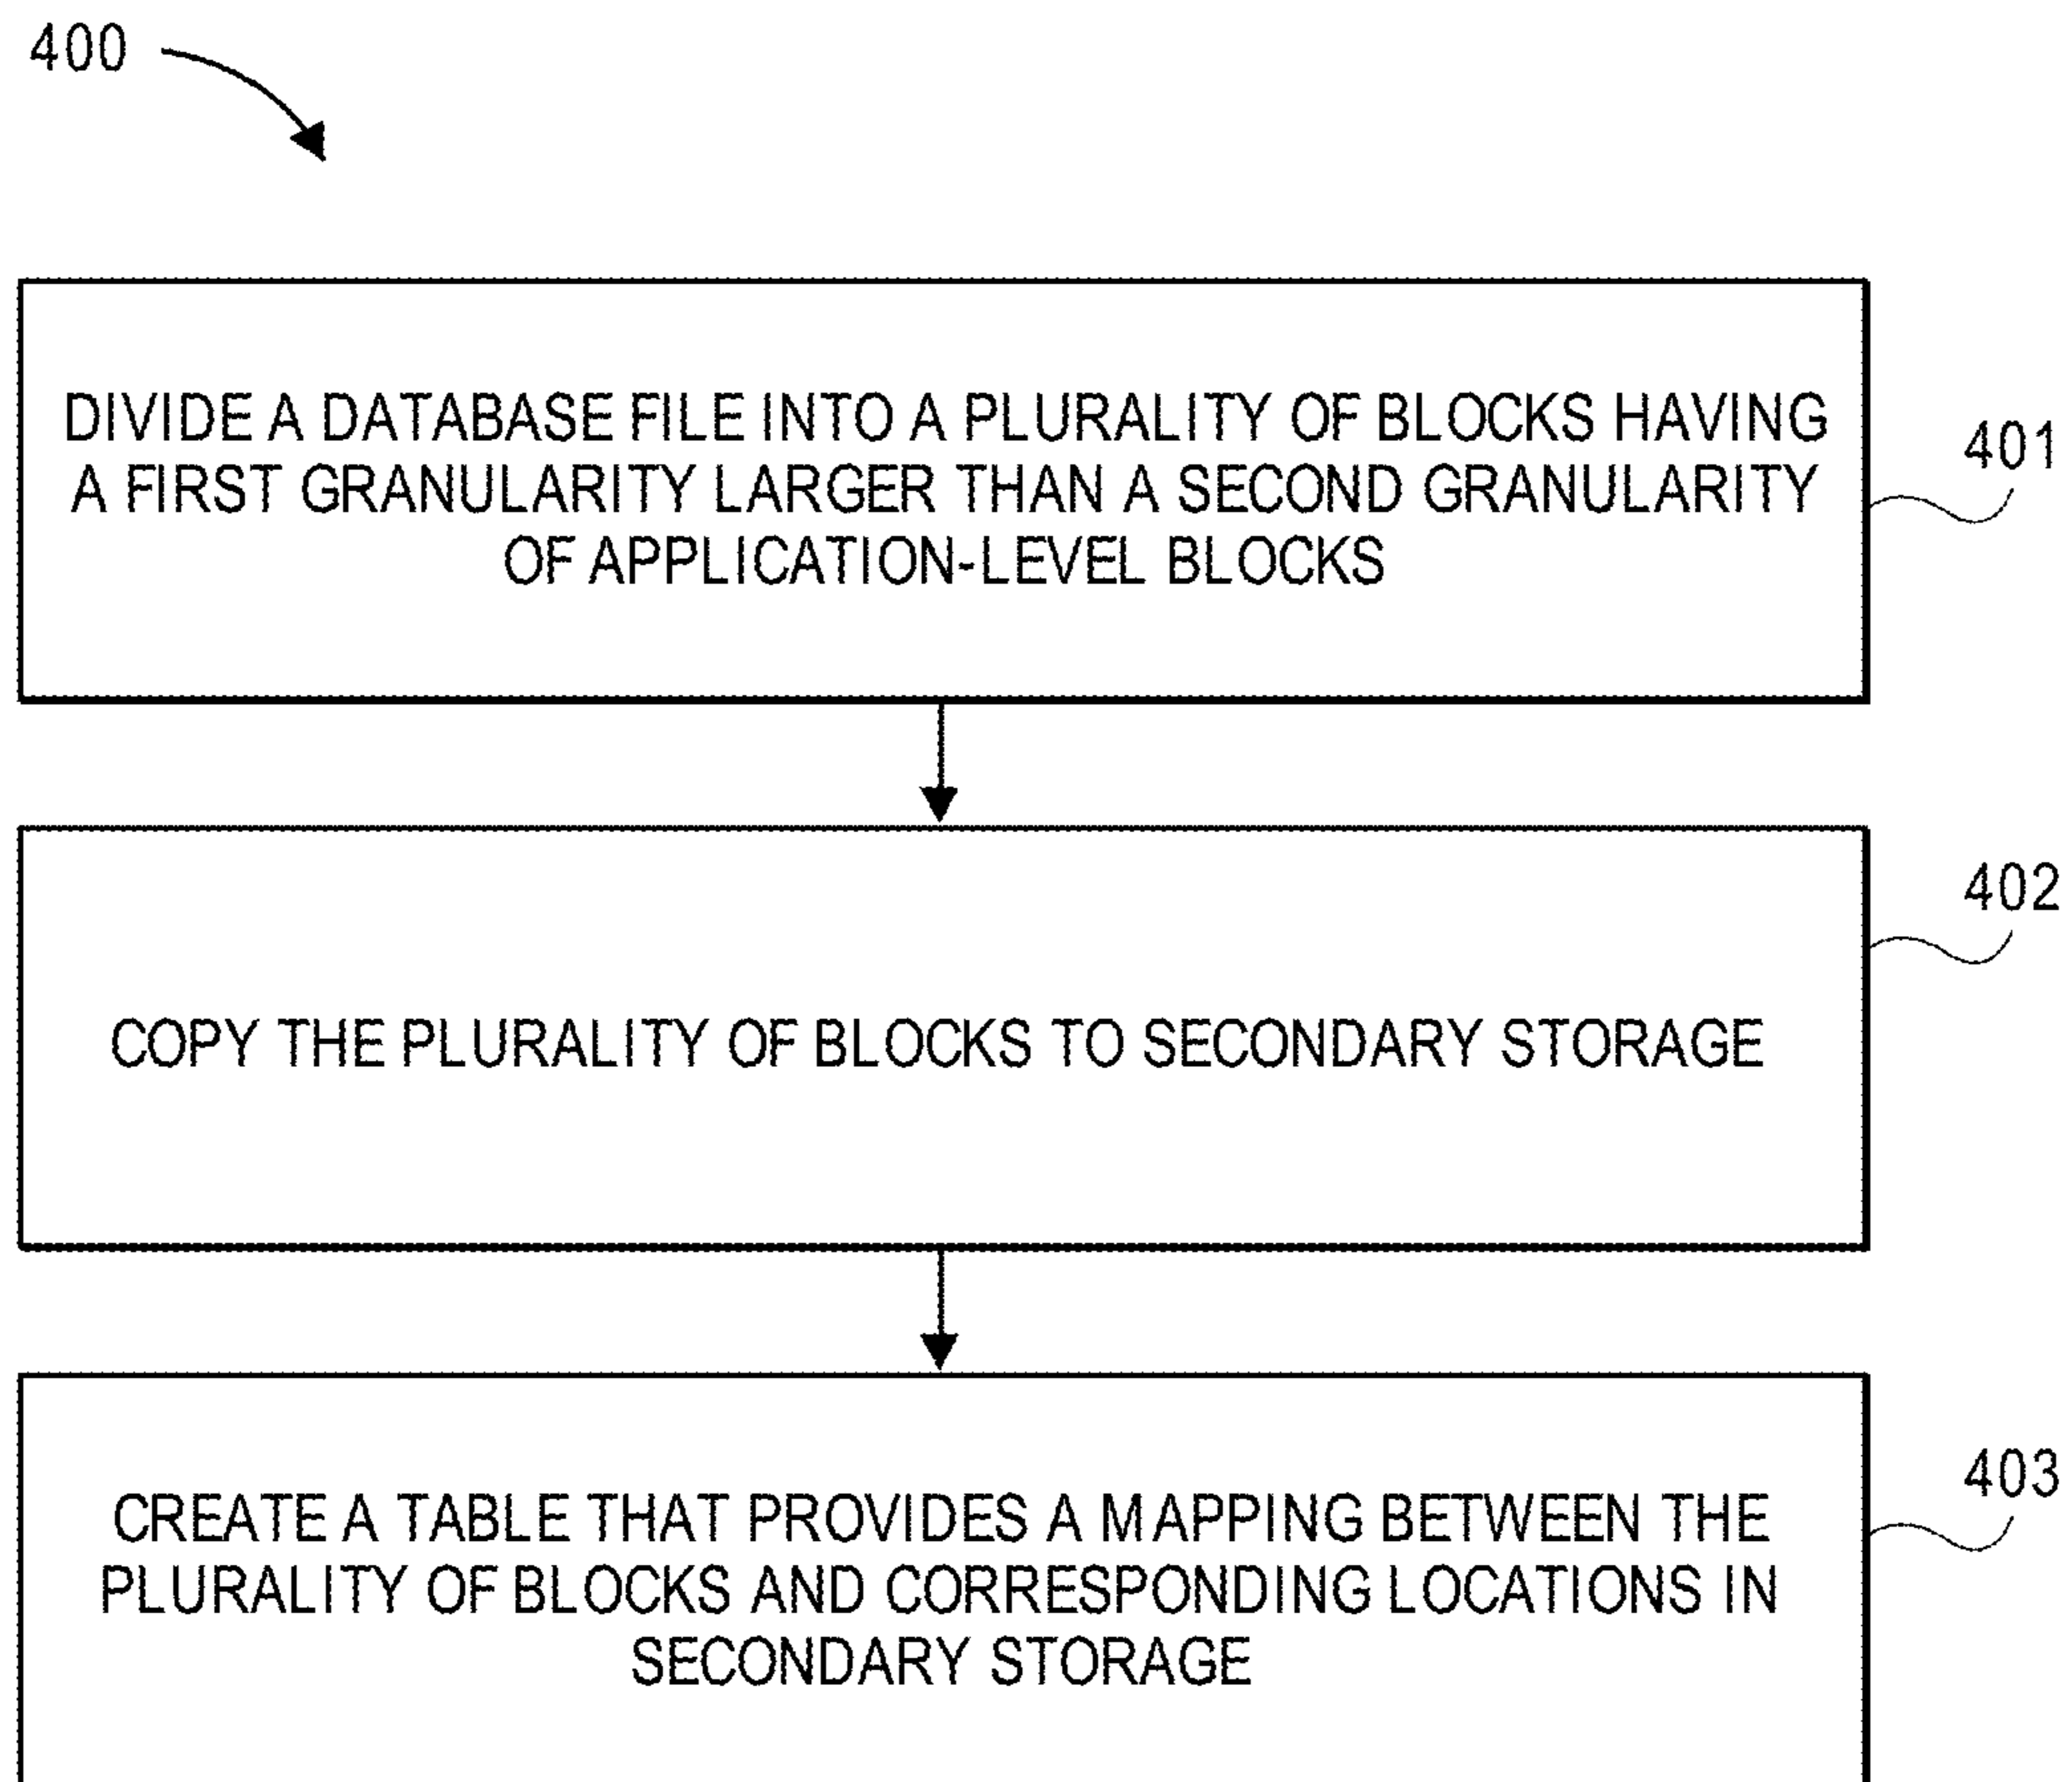 400
DIVIDE A DATABASE FILE INTO A PLURALITY OF BLOCKS HAVING
A FIRST GRANULARITY LARGER THAN A SECOND GRANULARITY
OF APPLICATION-LEVEL BLOCKS
401
COPY THE PLURALITY OF BLOCKS TO SECONDARY STORAGE
402
CREATE A TABLE THAT PROVIDES A MAPPING BETWEEN THE
PLURALITY OF BLOCKS AND CORRESPONDING LOCATIONS IN
SECONDARY STORAGE
403